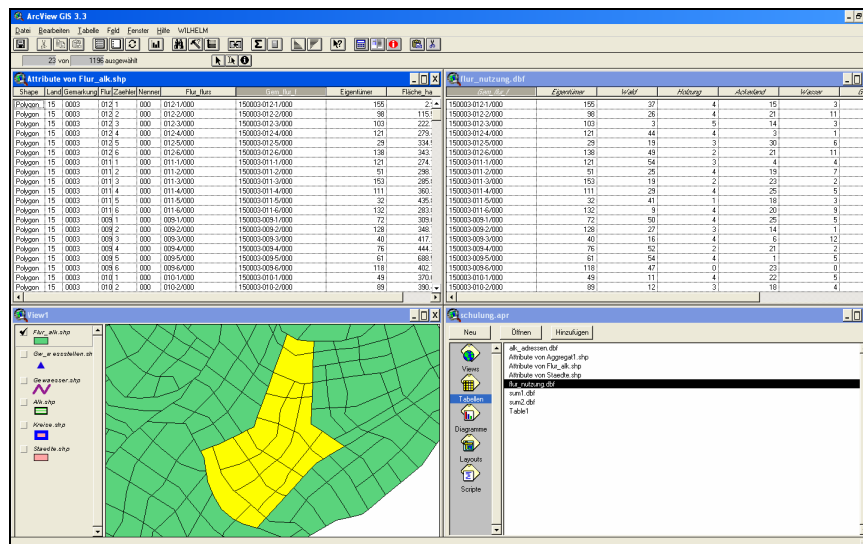 ArcView GIS 3.3
Datei Bearbeiten Tabelle Feld Fenster Hilfe WILHELM
23 von 1196 ausgewählt
Attribute von Flur_alk.shp
Shape Land Gemarkung Flur Zaehler Nenner Flur_flurs Gem_flur_f Eigentümer Fläche_ha
Polygon 15 0003 012 1 000 012-1/000 150003-012-1/000 155
Polygon 15 0003 012 2 000 012-2/000 150003-012-2/000 98
Polygon 15 0003 012 3 000 012-3/000 150003-012-3/000 103
Polygon 15 0003 012 4 000 012-4/000 150003-012-4/000 121
Polygon 15 0003 012 5 000 012-5/000 150003-012-5/000 29
Polygon 15 0003 012 6 000 012-6/000 150003-012-6/000 138
Polygon 15 0003 011 1 000 011-1/000 150003-011-1/000 121
Polygon 15 0003 011 2 000 011-2/000 150003-011-2/000 51
Polygon 15 0003 011 3 000 011-3/000 150003-011-3/000 153
Polygon 15 0003 011 4 000 011-4/000 150003-011-4/000 111
Polygon 15 0003 011 5 000 011-5/000 150003-011-5/000 32
Polygon 15 0003 011 6 000 011-6/000 150003-011-6/000 132
Polygon 15 0003 009 1 000 009-1/000 150003-009-1/000 72
Polygon 15 0003 009 2 000 009-2/000 150003-009-2/000 128
Polygon 15 0003 009 3 000 009-3/000 150003-009-3/000 40
Polygon 15 0003 009 4 000 009-4/000 150003-009-4/000 76
Polygon 15 0003 009 5 000 009-5/000 150003-009-5/000 61
Polygon 15 0003 009 6 000 009-6/000 150003-009-6/000 118
Polygon 15 0003 010 1 000 010-1/000 150003-010-1/000 49
Polygon 15 0003 010 2 000 010-2/000 150003-010-2/000 89
flur_nutzung.dbf
Gem_flur_f Eigentümer Wald Hofnung Ackerland Wasser
150003-012-1/000 155 37 4 15 3
150003-012-2/000 98 26 4 21 11
150003-012-3/000 103 3 5 14 3
150003-012-4/000 121 44 4 3 1
150003-012-5/000 29 19 3 30 6
150003-012-6/000 138 49 2 21 11
150003-011-1/000 121 54 3 4 4
150003-011-2/000 51 25 4 19 7
150003-011-3/000 153 19 2 23 2
150003-011-4/000 111 29 4 25 5
150003-011-5/000 32 41 1 18 3
150003-011-6/000 132 9 4 20 9
150003-009-1/000 72 50 4 25 5
150003-009-2/000 128 27 3 14 1
150003-009-3/000 40 16 4 6 12
150003-009-4/000 76 52 2 21 2
150003-009-5/000 61 54 4 1 5
150003-009-6/000 118 47 0 23 0
150003-010-1/000 49 11 4 22 5
150003-010-2/000 89 12 3 18 4
View1
Flur_alk.shp
Gewaesser.shp
Alk.shp
Kreise.shp
Staedte.shp
schulung.apr
Neu Öffnen Hinzufügen
Views
Tabellen
Diagramme
Layouts
Scripte
alk_adressen.dbf
Attribute von Aggregat1.shp
Attribute von Flur_alk.shp
Attribute von Staedte.shp
flur_nutzung.dbf
sum1.dbf
sum2.dbf
Table1